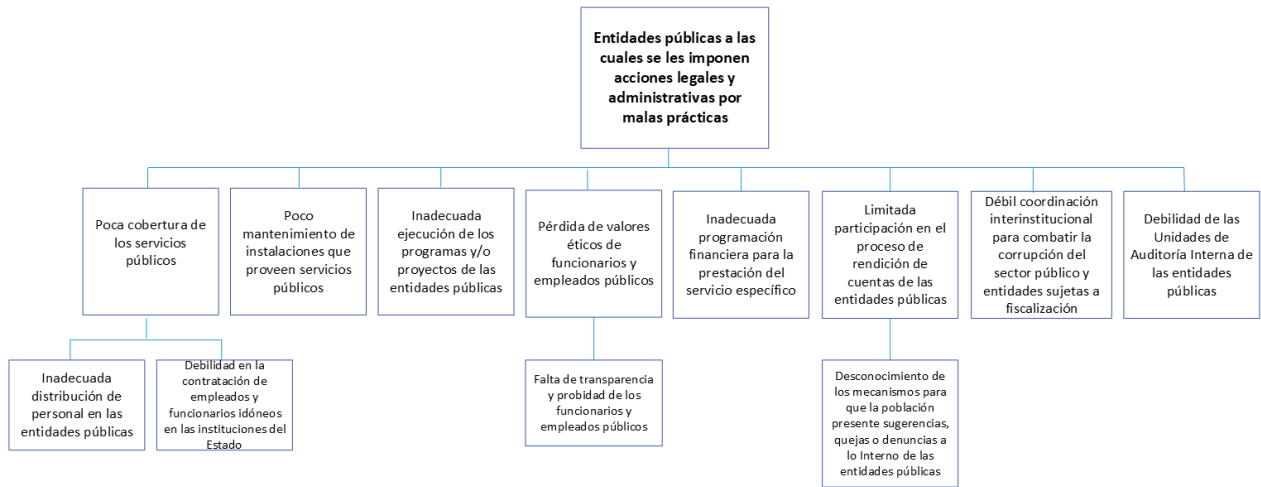 Entidades públicas a las
cuales se les imponen
acciones legales y
administrativas por
malas prácticas
Poca cobertura de
los servicios
públicos
Poco
mantenimiento de
instalaciones que
proveen servicios
públicos
Inadecuada
ejecución de los
programas y/o
proyectos de las
entidades públicas
Pérdida de valores
éticos de
funcionarios y
empleados públicos
Inadecuada
programación
financiera para la
prestación del
servicio específico
Limitada
participación en el
proceso de
rendición de
cuentas de las
entidades públicas
Débil coordinación
interinstitucional
para combatir la
corrupción del
sector público y
entidades sujetas a
fiscalización
Debilidad de las
Unidades de
Auditoría Interna de
las entidades
públicas
Inadecuada
distribución de
personal en las
entidades públicas
Debilidad en la
contratación de
empleados y
funcionarios idóneos
en las instituciones del
Estado
Falta de transparencia
y probidad de los
funcionarios y
empleados públicos
Desconocimiento de
los mecanismos para
que la población
presente sugerencias,
quejas o denuncias a
lo Interno de las
entidades públicas